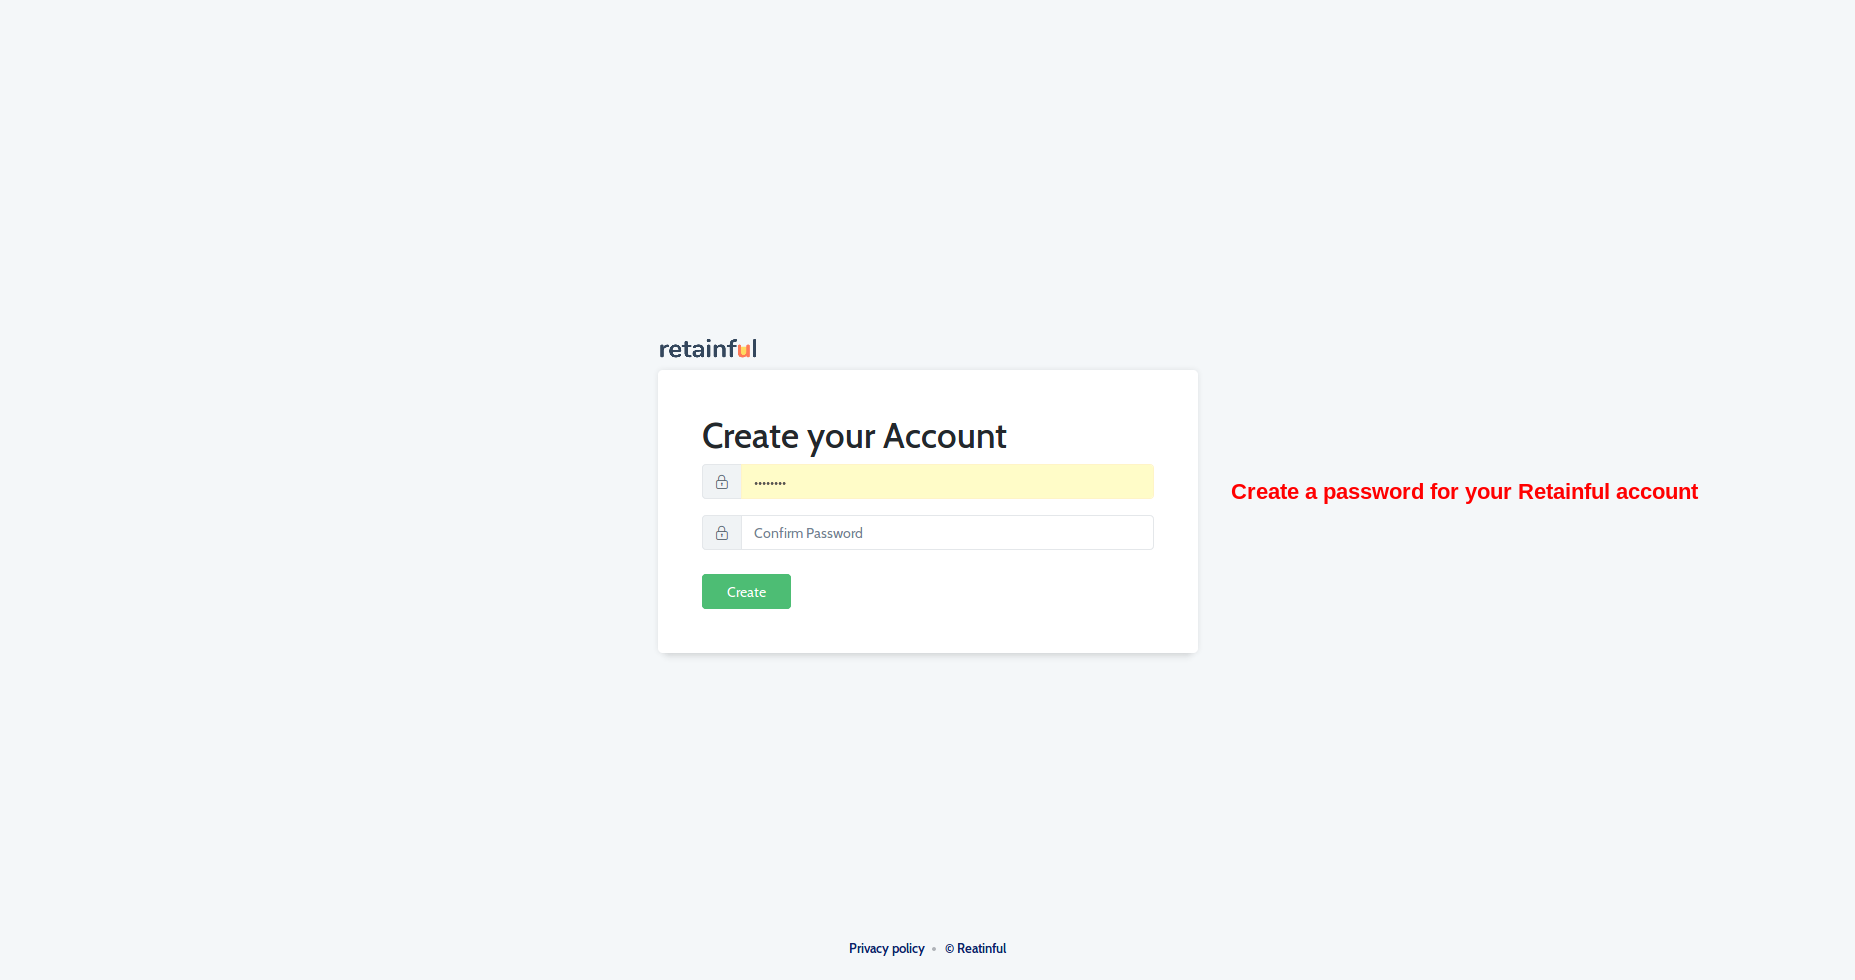 retainful
Create your Account
••••••••
Create a password for your Retainful account
Confirm Password
Create
Privacy policy • © Reatinful